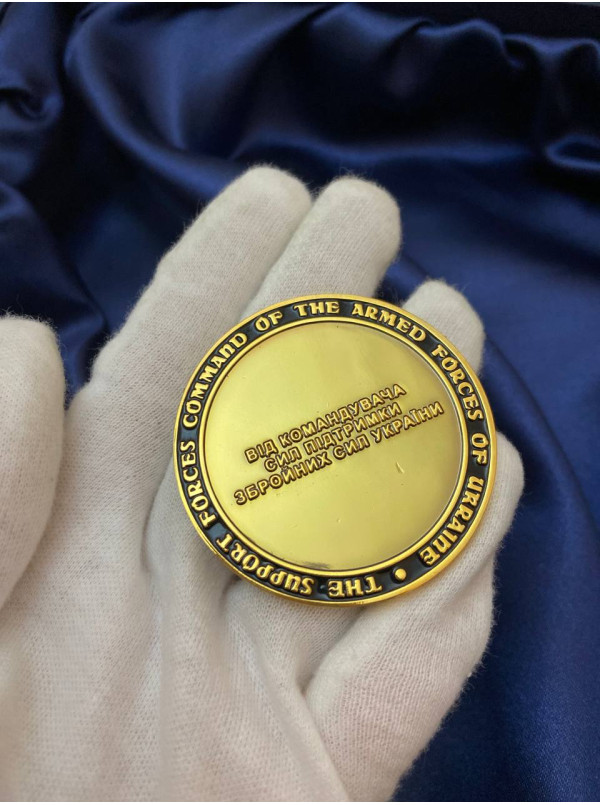 THE SUPPORT FORCES COMMAND OF THE ARMED FORCES OF UKRAINE •
ВІД КОМАНДУВАЧА
СИЛ ПІДТРИМКИ
ЗБРОЙНИХ СИЛ УКРАЇНИ